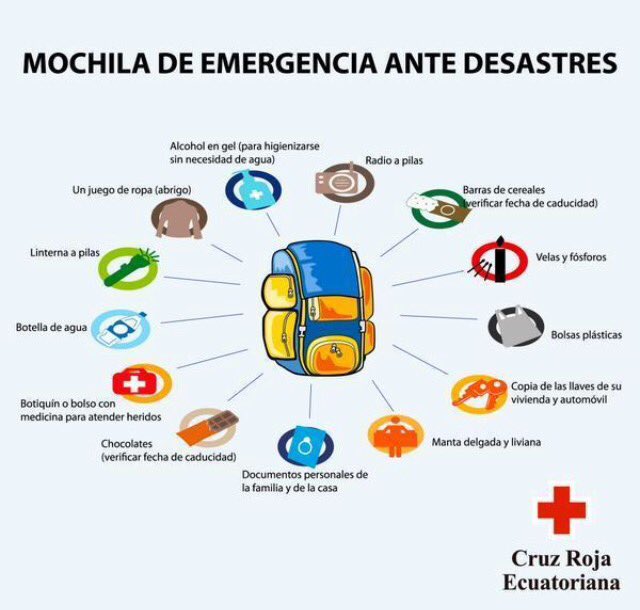 MOCHILA DE EMERGENCIA ANTE DESASTRES
Alcohol en gel (para higienizarse
sin necesidad de agua)
Radio a pilas
Un juego de ropa (abrigo)
Barras de cereales
(verificar fecha de caducidad)
Linterna a pilas
Velas y fósforos
Botella de agua
Bolsas plásticas
Botiquín o bolso con
medicina para atender heridos
Copia de las llaves de su
vivienda y automóvil
Chocolates
(verificar fecha de caducidad)
Manta delgada y liviana
Documentos personales de
la familia y de la casa
Cruz Roja
Ecuatoriana